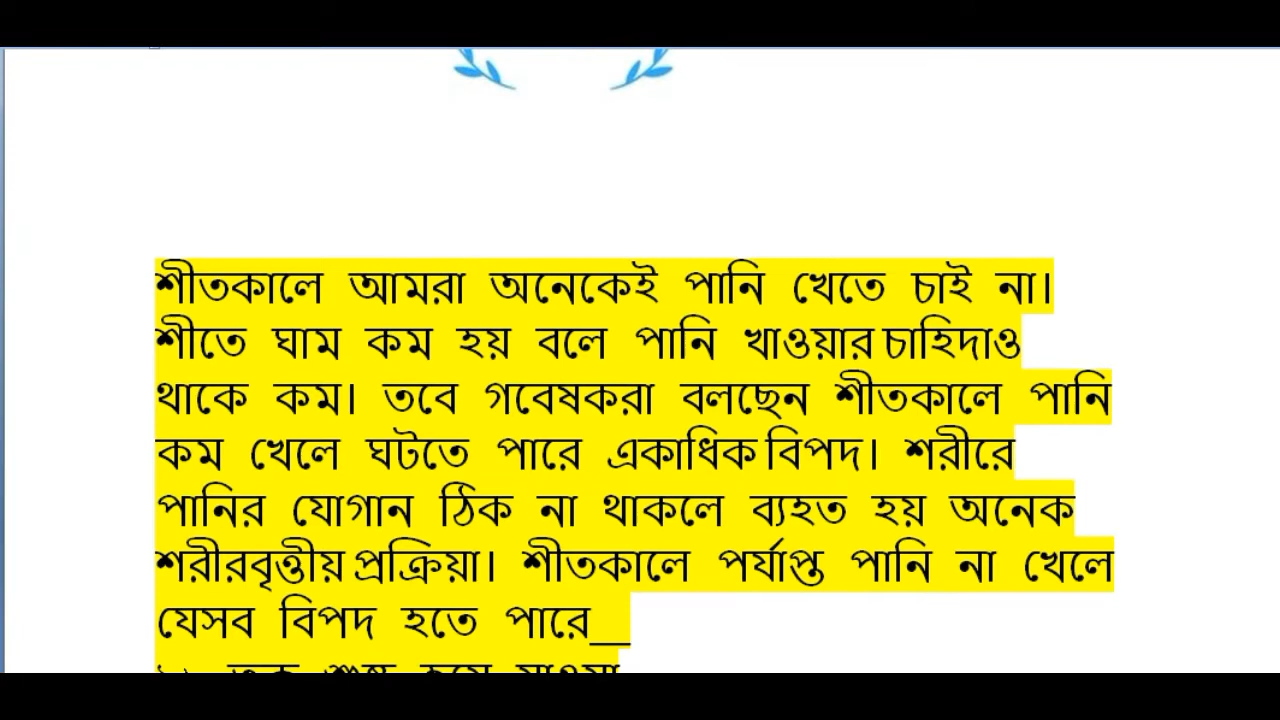 শীতকালে আমরা অনেকেই পানি খেতে চাই না।
শীতে ঘাম কম হয় বলে পানি খাওয়ার চাহিদাও
থাকে কম। তবে গবেষকরা বলছেন শীতকালে পানি
কম খেলে ঘটতে পারে একাধিক বিপদ। শরীরে
পানির যোগান ঠিক না থাকলে ব্যহত হয় অনেক
শরীরবৃত্তীয় প্রক্রিয়া। শীতকালে পর্যাপ্ত পানি না খেলে
যেসব বিপদ হতে পারে__